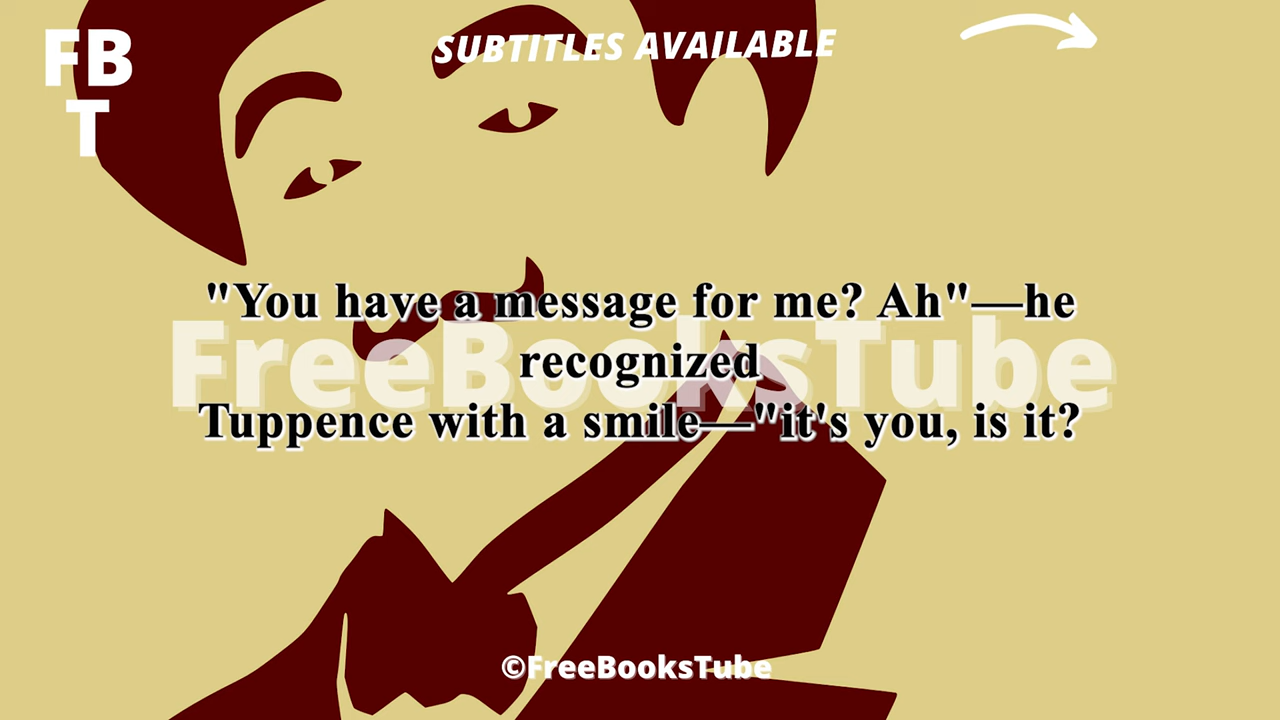 FB
T
SUBTITLES AVAILABLE
"You have a message for me? Ah"—he
recognized
Tuppence with a smile—"it's you, is it?
FreeBooksTube
©FreeBooksTube